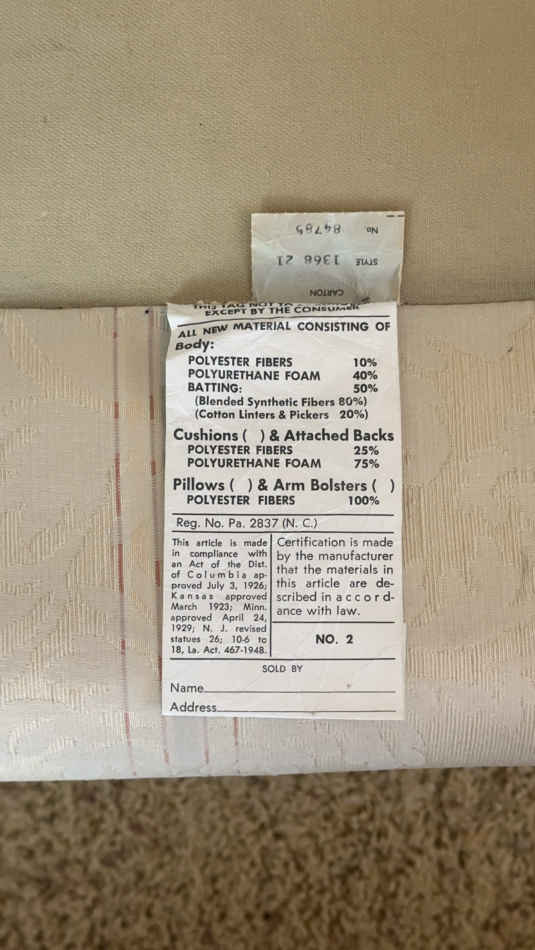 No. 84785
STYLE 1368 21
CARTON
THIS TAG NOT TO
EXCEPT BY THE CONSUMER
ALL NEW MATERIAL CONSISTING OF
Body:
POLYESTER FIBERS 10%
POLYURETHANE FOAM 40%
BATTING: 50%
(Blended Synthetic Fibers 80%)
(Cotton Linters & Pickers 20%)
Cushions ( ) & Attached Backs
POLYESTER FIBERS 25%
POLYURETHANE FOAM 75%
Pillows ( ) & Arm Bolsters ( )
POLYESTER FIBERS 100%
Reg. No. Pa. 2837 (N. C.)
This article is made
in compliance with
an Act of the Dist.
of Columbia ap-
proved July 3, 1926;
Kansas approved
March 1923; Minn.
approved April 24,
1929; N. J. revised
statues 26; 10-6 to
18, La. Act. 467-1948.
Certification is made
by the manufacturer
that the materials in
this article are de-
scribed in accord-
ance with law.
NO. 2
SOLD BY
Name
Address